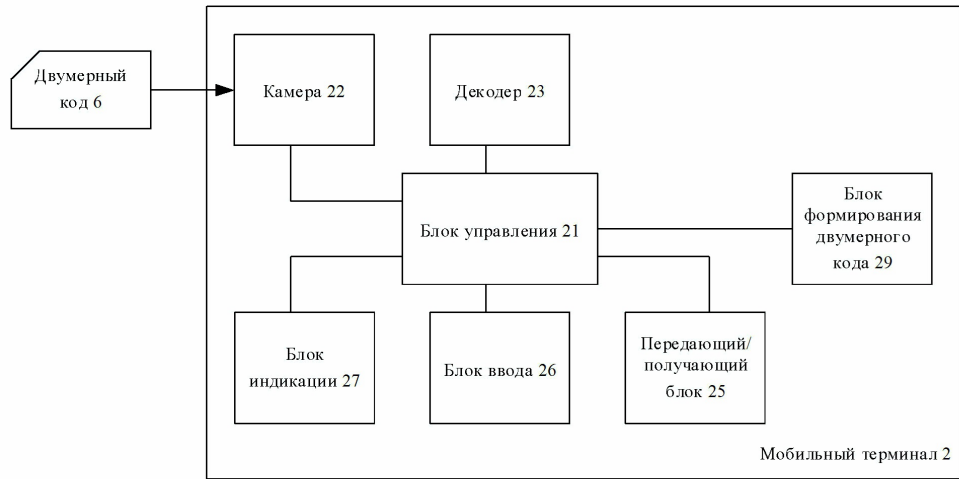 Двумерный
код 6
Камера 22
Декодер 23
Блок управления 21
Блок
формирования
двумерного
кода 29
Блок
индикации 27
Блок ввода 26
Передающий/
получающий
блок 25
Мобильный терминал 2